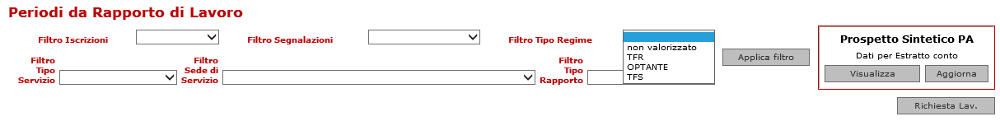 Periodi da Rapporto di Lavoro
Filtro Iscrizioni
Filtro Segnalazioni
Filtro Tipo Regime
non valorizzato
TFR
OPTANTE
TFS
Applica filtro
Prospetto Sintetico PA
Dati per Estratto conto
Visualizza
Aggiorna
Filtro
Tipo
Servizio
Filtro
Sede di
Servizio
Filtro
Tipo
Rapporto
Richiesta Lav.